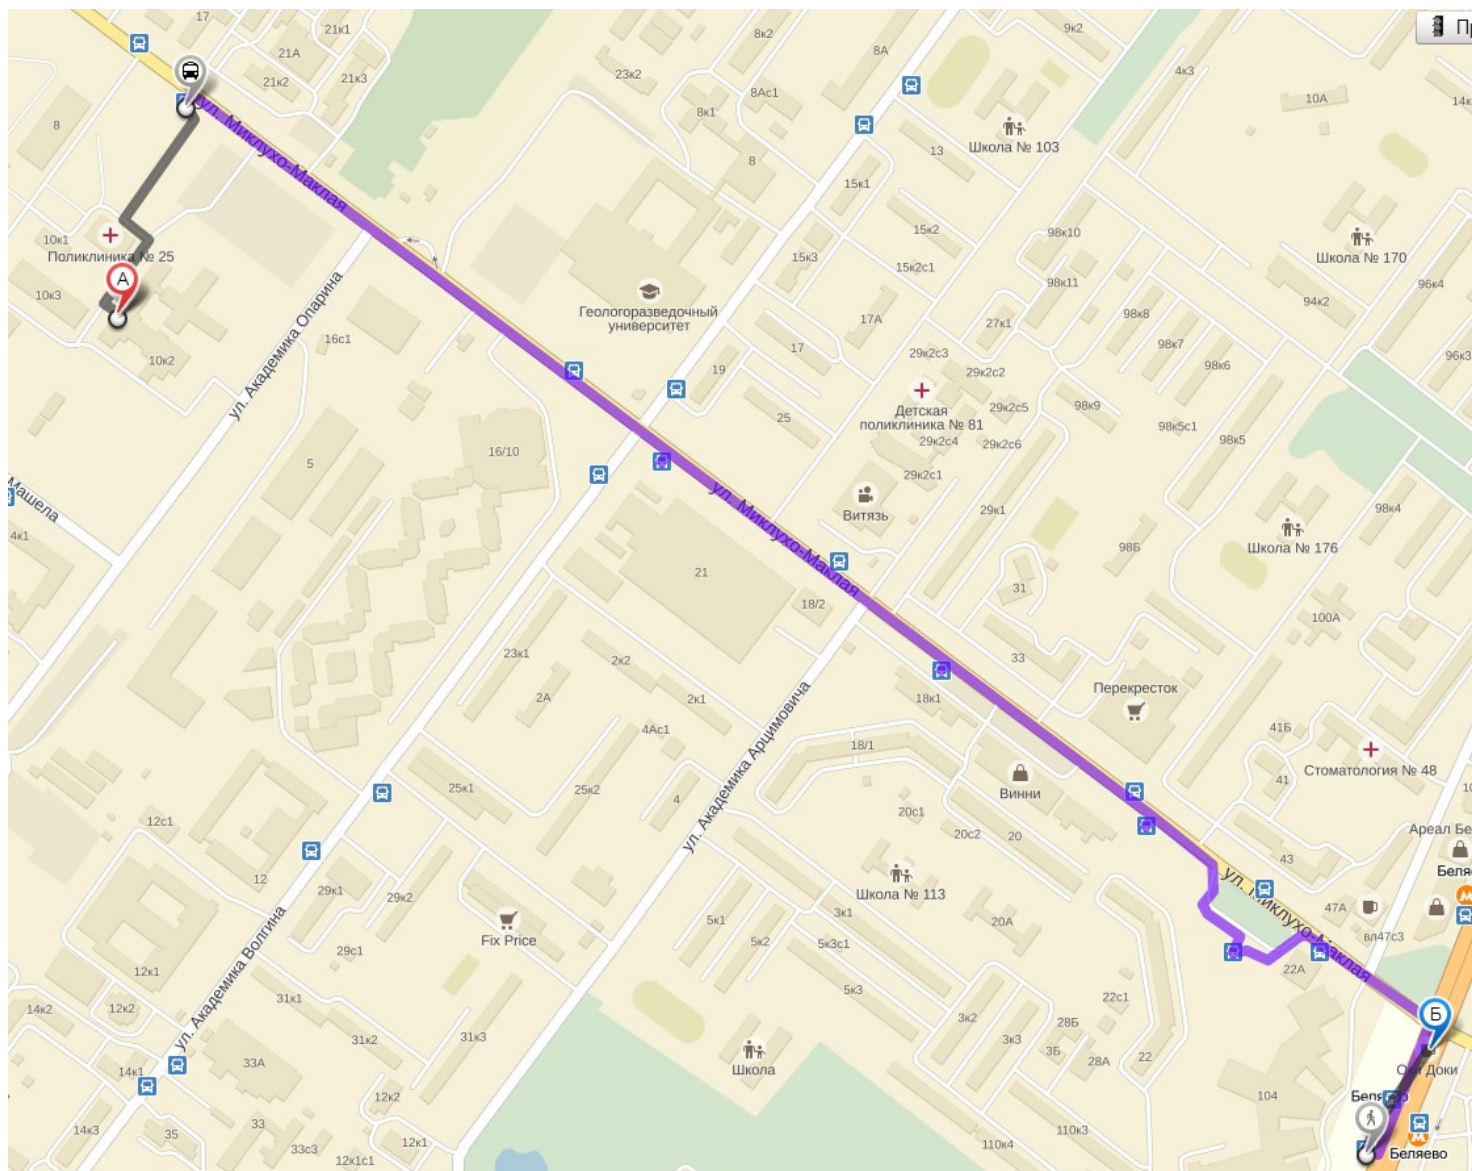 17
21к1
21А
21к2
21к3
8к2
23к2
8Ас1
8А
9к2
4к3
10А
14к
Пр
8
ул. Миклухо-Маклая
8к1
8
13
Школа № 103
15к1
15к2
98к10
Школа № 170
10к1
Поликлиника № 25
А
15к3
15к2с1
98к11
96к4
10к3
ул. Академика Опарина
16с1
Геологоразведочный
университет
17А
27к1
94к2
98к8
10к2
17
19
29к2с3
29к2с2
98к7
98к6
96к3
25
Детская
поликлиника № 81
29к2с5
98к9
98к5с1
98к5
29к2с4
29к2с6
5
16/10
29к2с1
Машела
ул. Миклухо-Маклая
Витязь
29к1
98к4
4к1
98Б
Школа № 176
21
31
18/2
100А
23к1
2к2
33
2А
2к1
18к1
Перекресток
4Ас1
41Б
ул. Академика Арцимовича
18/1
Стоматология № 48
41
25к1
25к2
4
Винни
10
12с1
20с1
20с2
20
Ареал Бе
43
12
29к1
29к2
Школа № 113
ул. Миклухо-Маклая
Беляе
ул. Академика Волгина
5к1
3к1
20А
47А
вл47с3
Fix Price
29с1
5к2
5к3с1
12к1
22А
31к1
5к3
22с1
14к2
12к2
3к2
28Б
Б
31к2
31к3
3к3
3Б
28А
22
33А
Школа
14к1
104
12к2
Беляево
33
14к3
35
33с3
12к1
12к1с1
110к4
110к3
Беляево